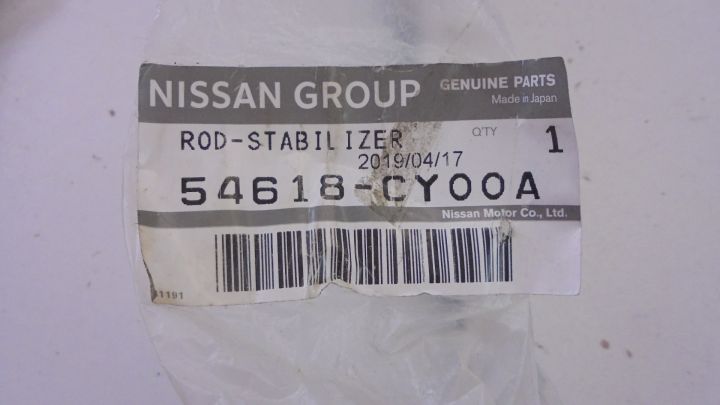 NISSAN GROUP
GENUINE PARTS
Made in Japan
ROD-STABILIZER
Q'TY
1
2019/04/17
54618-CY00A
Nissan Motor Co., Ltd.